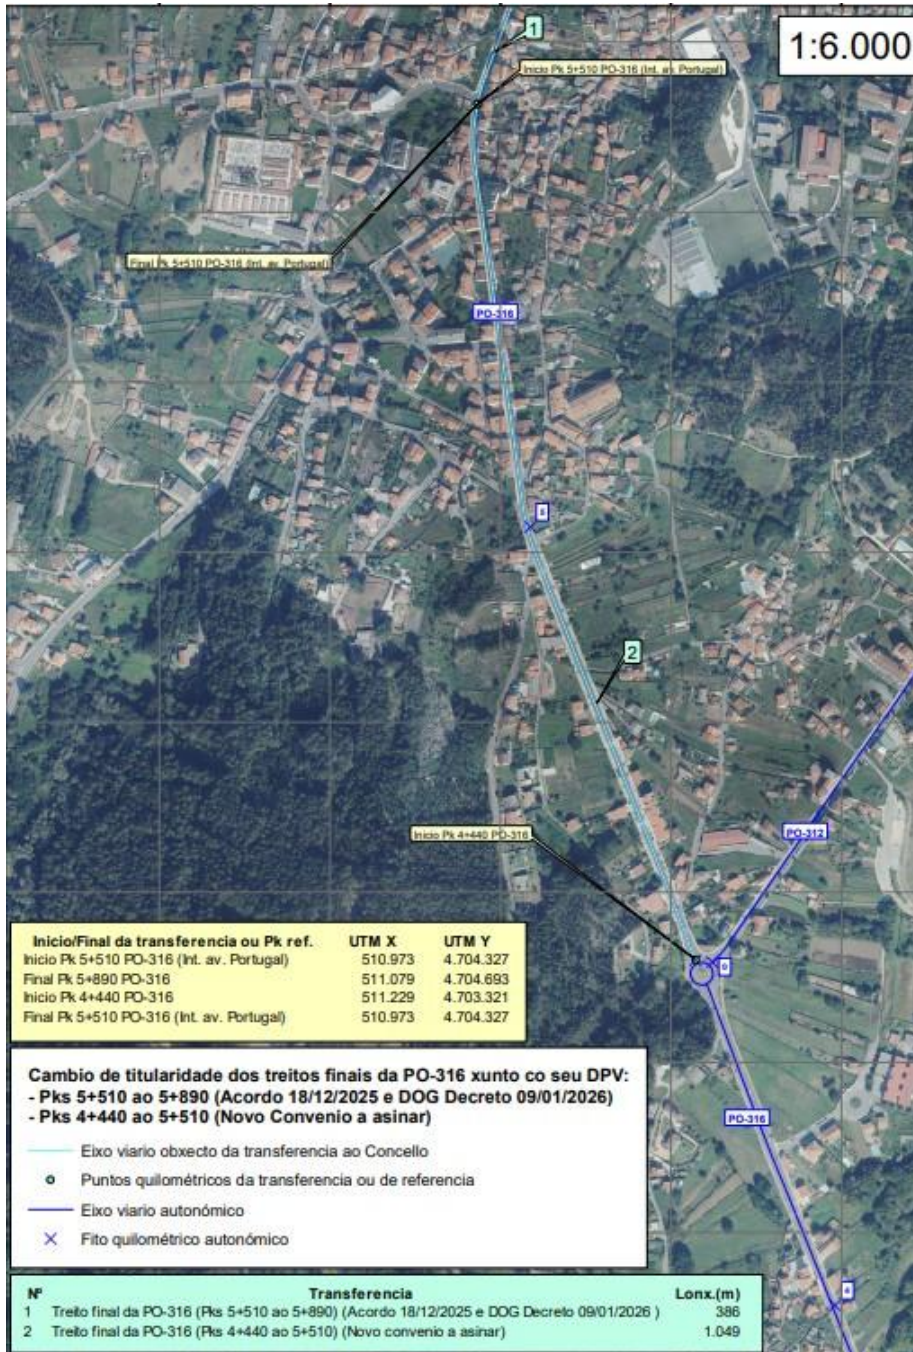 1
1:6.000
Inicio Pk 5+510 PO-316 (Int. av. Portugal)
Final Pk 5+510 PO-316 (Int. av. Portugal)
PO-316
5
2
Inicio Pk 4+440 PO-316
PO-312
0
PO-316
4
Inicio/Final da transferencia ou Pk ref. UTM X UTM Y
Inicio Pk 5+510 PO-316 (Int. av. Portugal) 510.973 4.704.327
Final Pk 5+890 PO-316 511.079 4.704.693
Inicio Pk 4+440 PO-316 511.229 4.703.321
Final Pk 5+510 PO-316 (Int. av. Portugal) 510.973 4.704.327
Cambio de titularidade dos treitos finais da PO-316 xunto co seu DPV:
- Pks 5+510 ao 5+890 (Acordo 18/12/2025 e DOG Decreto 09/01/2026)
- Pks 4+440 ao 5+510 (Novo Convenio a asinar)
Eixo viario obxecto da transferencia ao Concello
Puntos quilométricos da transferencia ou de referencia
Eixo viario autonómico
Fito quilométrico autonómico
Nº Transferencia Lonx.(m)
1 Treito final da PO-316 (Pks 5+510 ao 5+890) (Acordo 18/12/2025 e DOG Decreto 09/01/2026 ) 386
2 Treito final da PO-316 (Pks 4+440 ao 5+510) (Novo convenio a asinar) 1.049